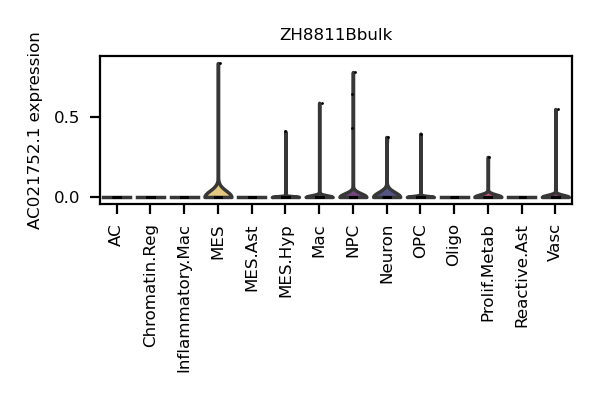 ZH8811Bbulk
AC021752.1 expression
0.5
0.0
AC
Chromatin.Reg
Inflammatory.Mac
MES
MES.Ast
MES.Hyp
Mac
NPC
Neuron
OPC
Oligo
Prolif.Metab
Reactive.Ast
Vasc